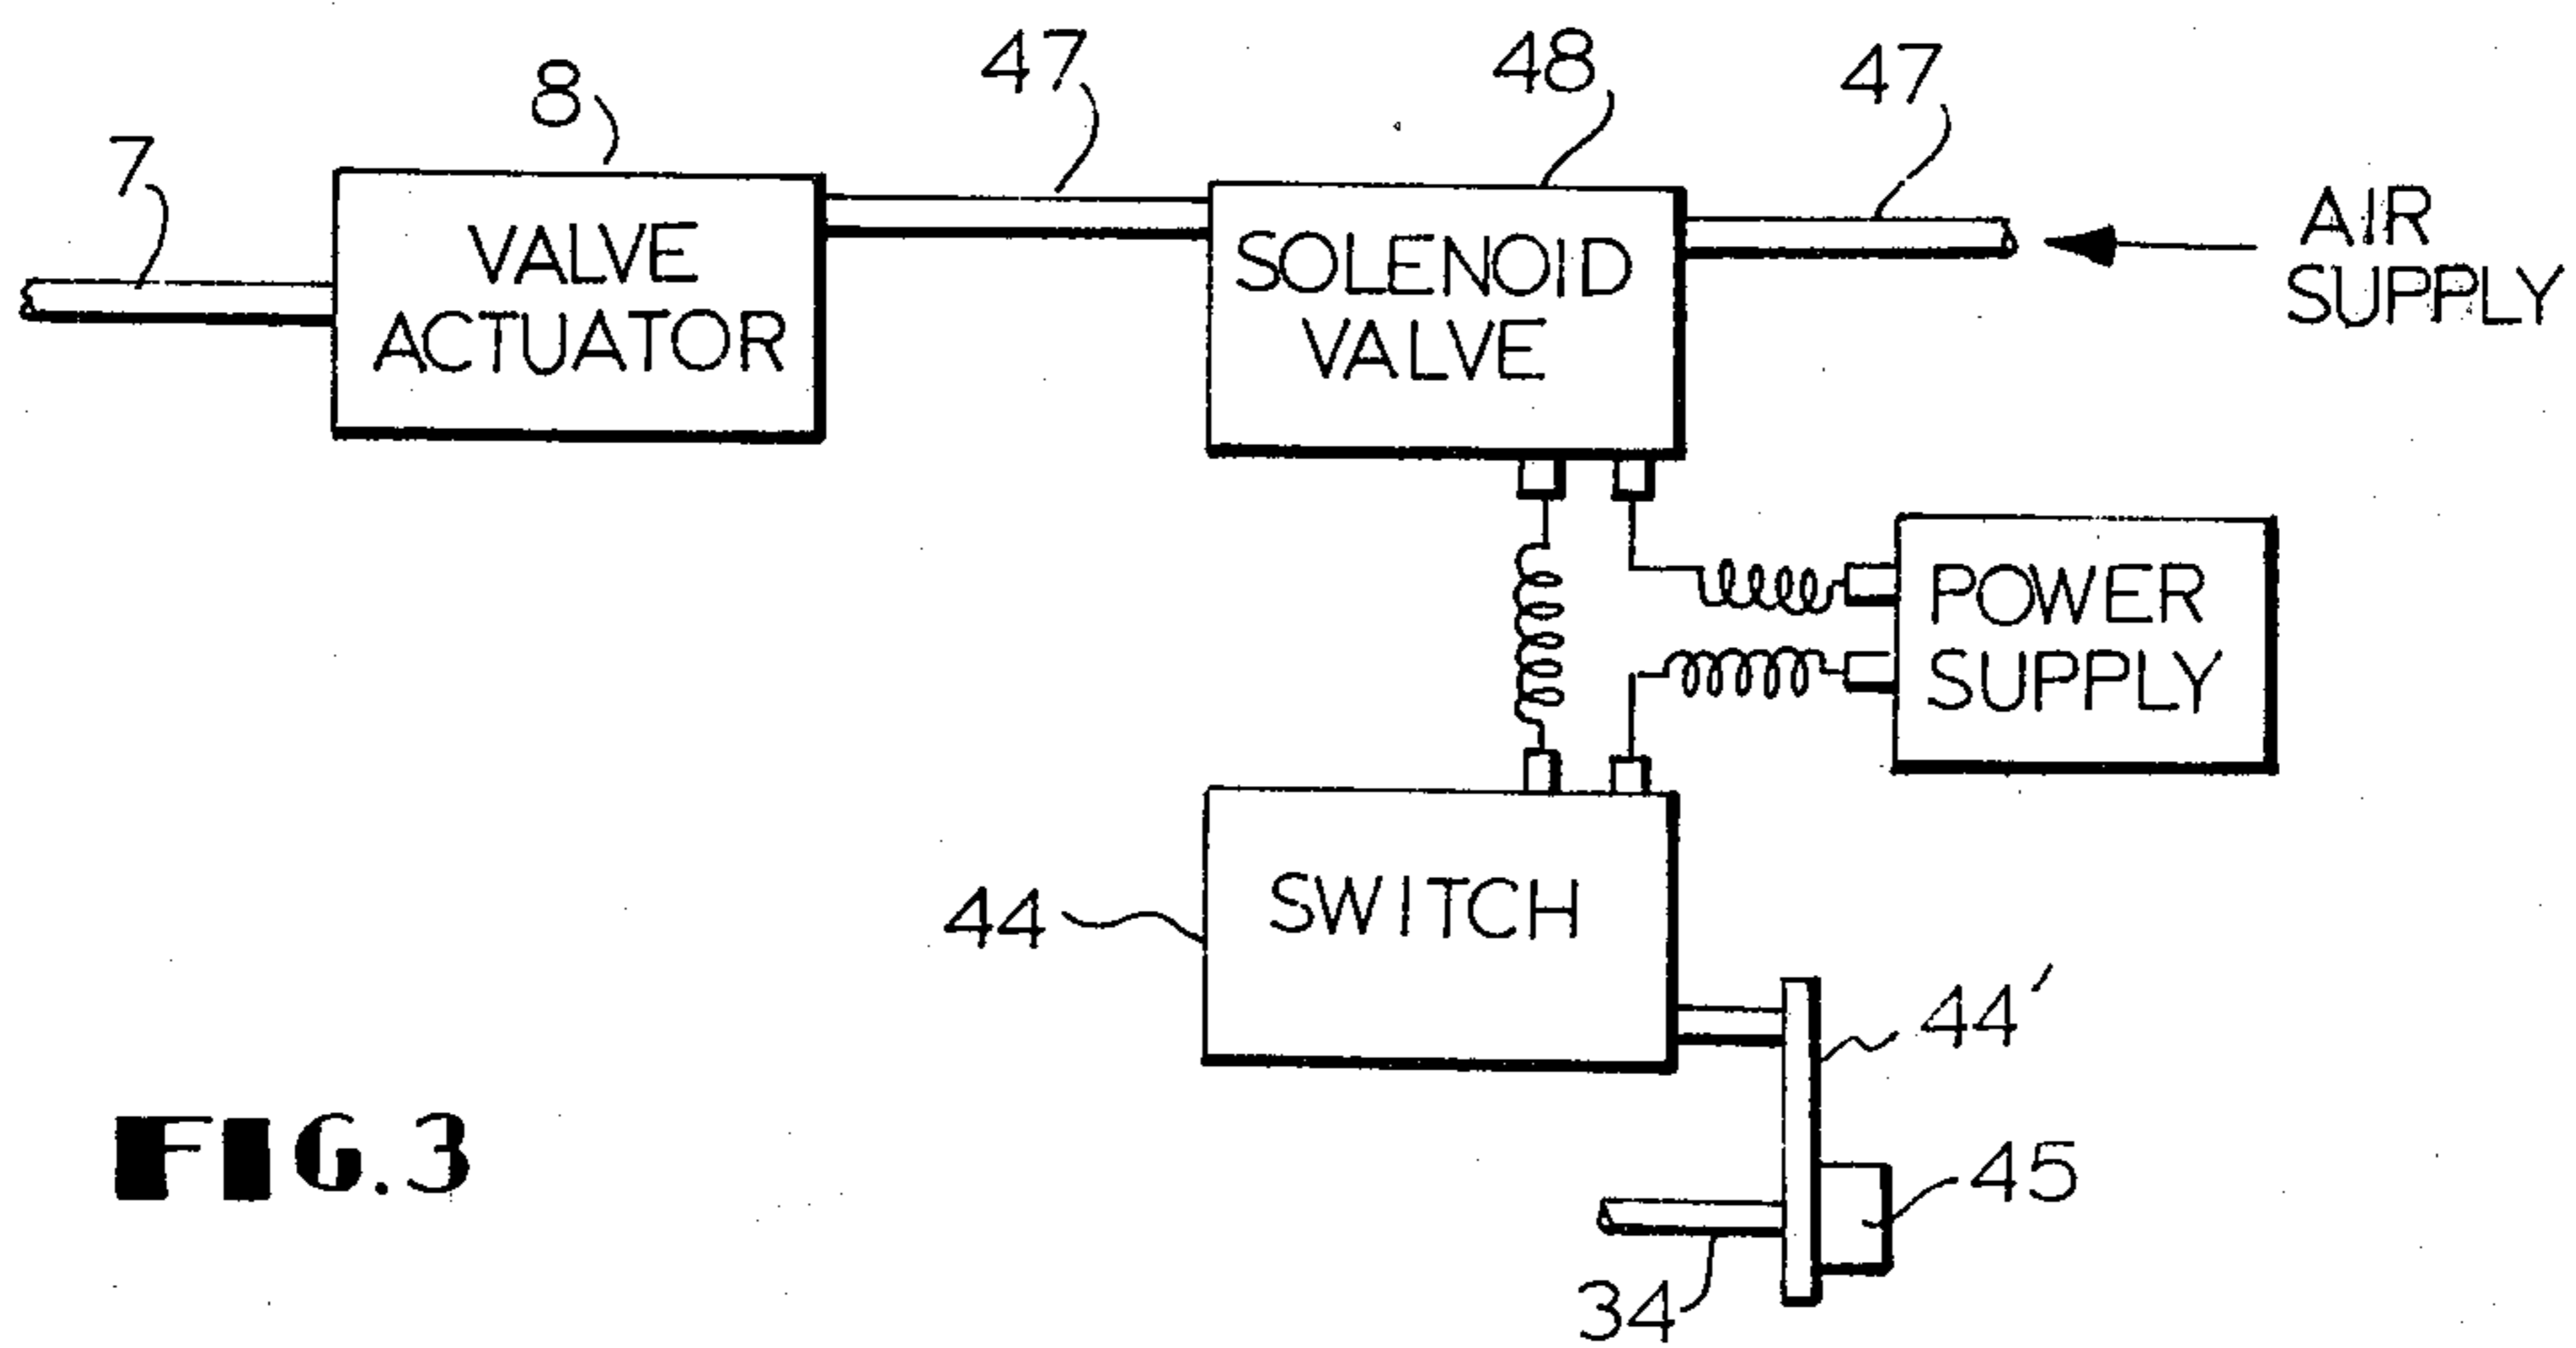 7
8
47
48
47
VALVE
ACTUATOR
SOLENOID
VALVE
AIR
SUPPLY
POWER
SUPPLY
44
SWITCH
44'
45
34
FIG.3